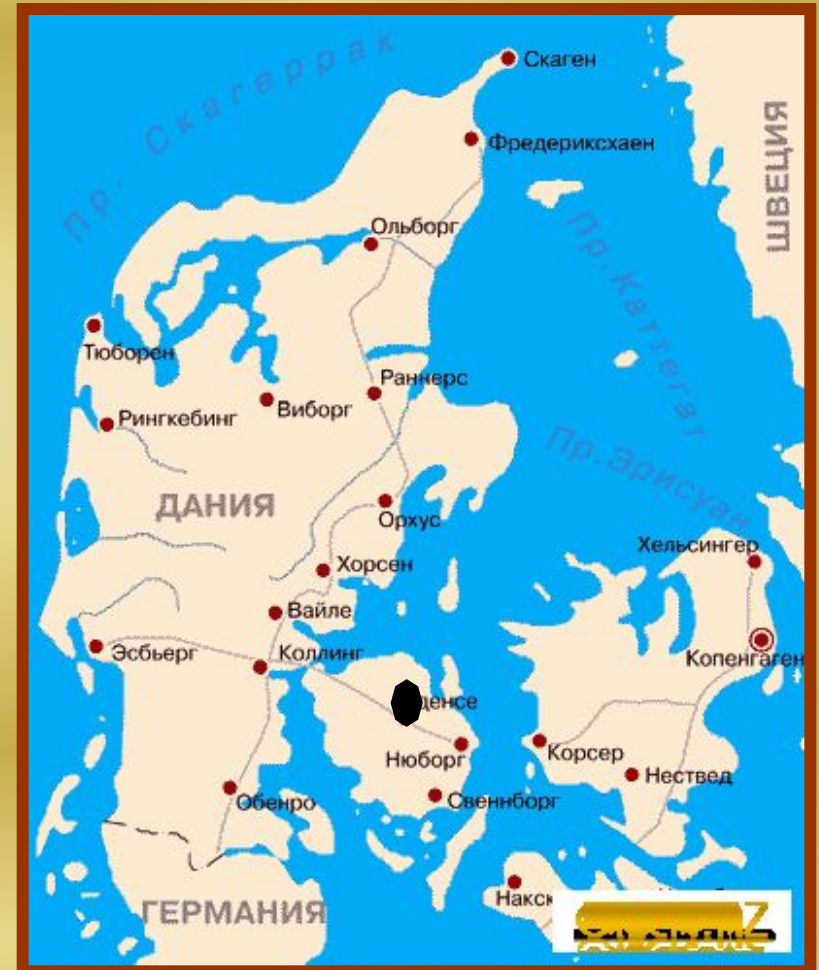 Скаген
Пр. Скагеррак
Фредериксхаен
ШВЕЦИЯ
Ольборг
Пр. Каттегат
Тюборен
Раннерс
Виборг
Рингкебинг
Пр. Эрисуан
ДАНИЯ
Орхус
Хельсингер
Хорсен
Вайле
Эсбьерг
Коллинг
Копенгаген
денсе
Нюборг
Корсер
Нествед
Обенро
Свеннборг
Накск
ГЕРМАНИЯ